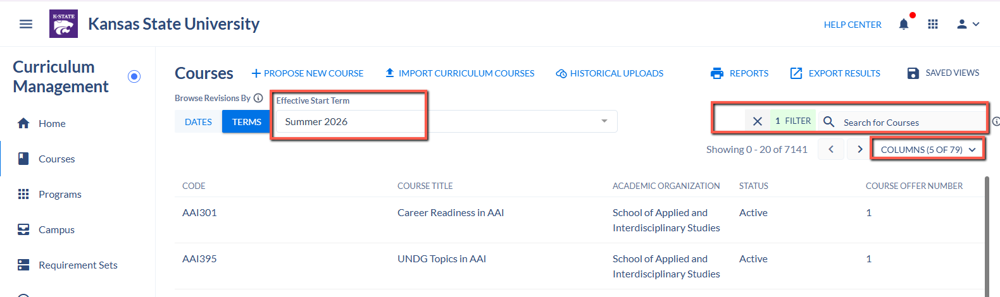 K-STATE
Kansas State University
HELP CENTER
Curriculum
Management
Home
Courses
Programs
Campus
Requirement Sets
Courses
PROPOSE NEW COURSE
IMPORT CURRICULUM COURSES
HISTORICAL UPLOADS
REPORTS
EXPORT RESULTS
SAVED VIEWS
Browse Revisions By
Effective Start Term
DATES
TERMS
Summer 2026
1 FILTER
Search for Courses
Showing 0 - 20 of 7141
COLUMNS (5 OF 79)
CODE COURSE TITLE ACADEMIC ORGANIZATION STATUS COURSE OFFER NUMBER
AAI301 Career Readiness in AAI School of Applied and Active 1
Interdisciplinary Studies
AAI395 UNDG Topics in AAI School of Applied and Active 1
Interdisciplinary Studies